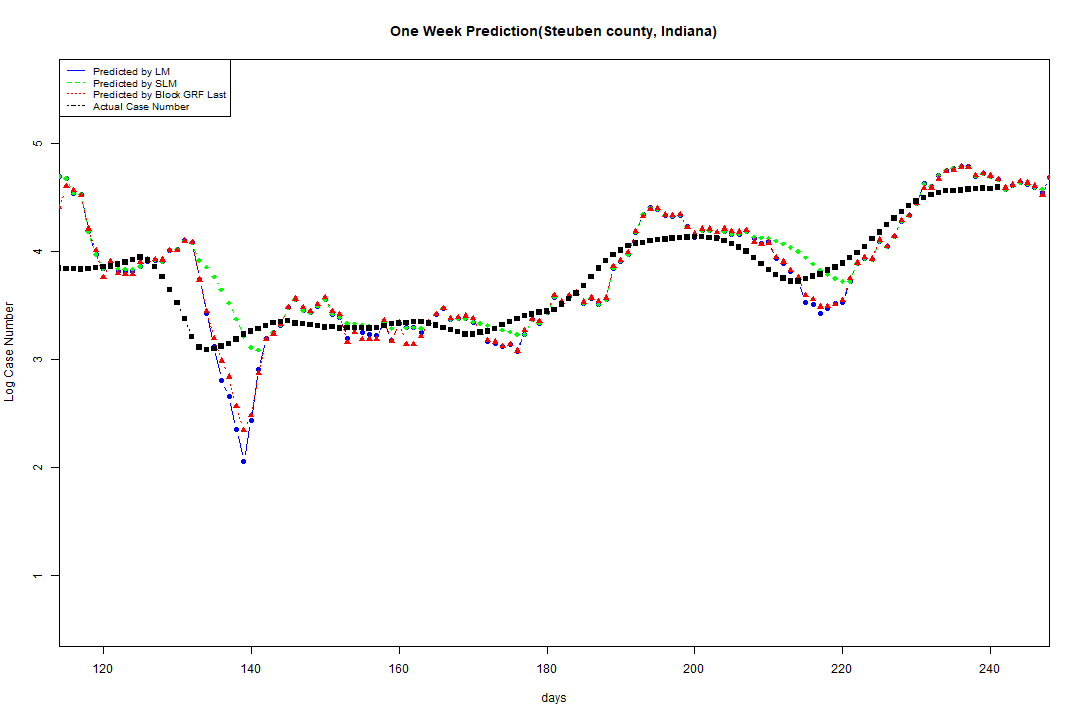 One Week Prediction(Steuben county, Indiana)
Predicted by LM
Predicted by SLM
Predicted by Block GRF Last
Actual Case Number
5
4
3
2
1
Log Case Number
120 140 160 180 200 220 240
days